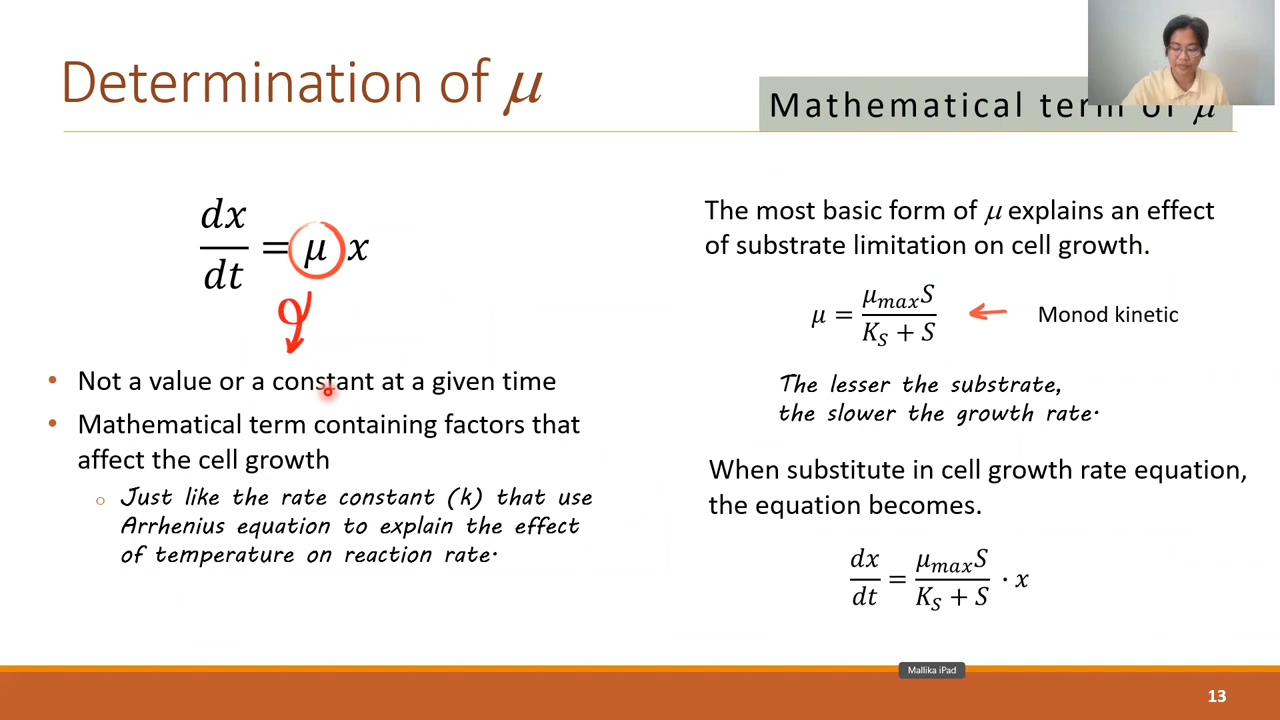 Determination of μ
Mathematical term of μ
dx/dt = μ x
Not a value or a constant at a given time
Mathematical term containing factors that
affect the cell growth
Just like the rate constant (k) that use
Arrhenius equation to explain the effect
of temperature on reaction rate.
The most basic form of μ explains an effect
of substrate limitation on cell growth.
μ = μmaxS / KS + S
Monod kinetic
The lesser the substrate,
the slower the growth rate.
When substitute in cell growth rate equation,
the equation becomes.
dx/dt = μmaxS / KS + S · x
Mallika iPad
13